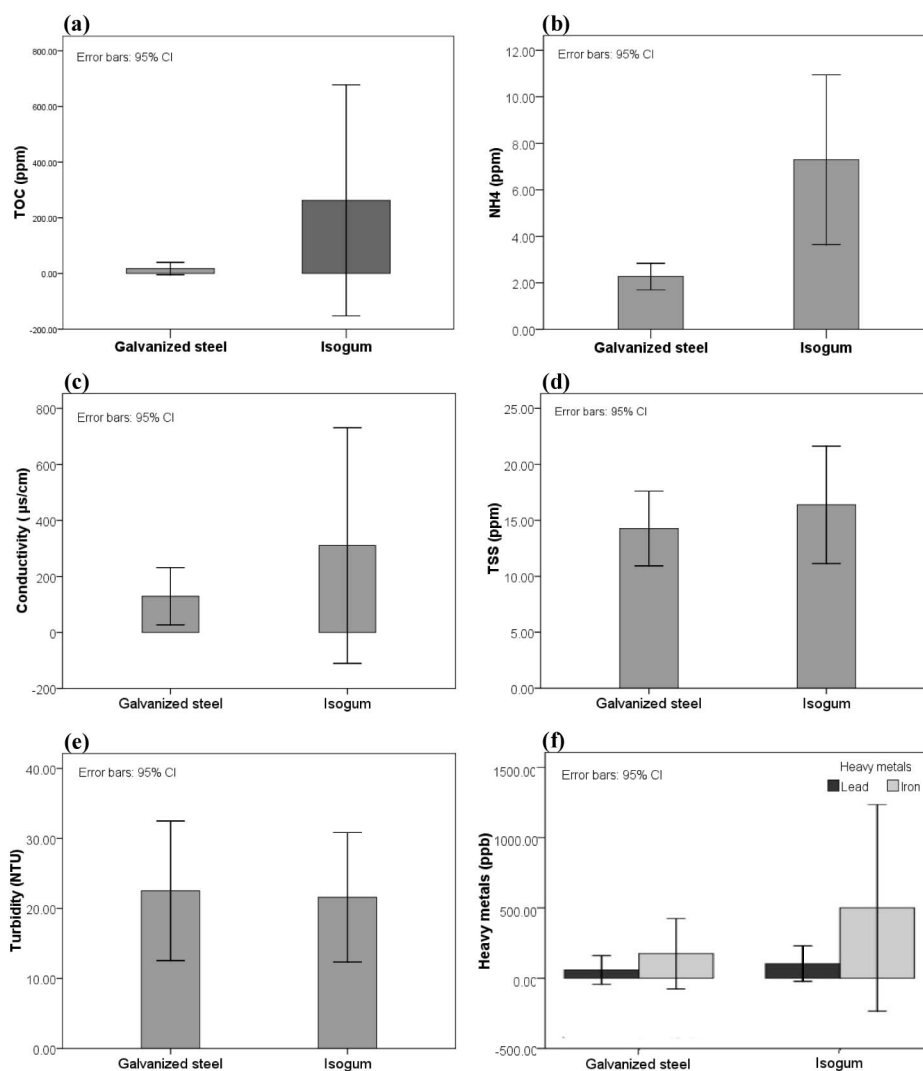 (a)
Error bars: 95% CI
800.00
600.00
400.00
200.00
0.00
-200.00
TOC (ppm)
Galvanized steel Isogum
(b)
Error bars: 95% CI
12.00
10.00
8.00
6.00
4.00
2.00
0.00
NH4 (ppm)
Galvanized steel Isogum
(c)
Error bars: 95% CI
800
600
400
200
0
-200
Conductivity ( µs/cm)
Galvanized steel Isogum
(d)
Error bars: 95% CI
25.00
20.00
15.00
10.00
5.00
0.00
TSS (ppm)
Galvanized steel Isogum
(e)
Error bars: 95% CI
40.00
30.00
20.00
10.00
0.00
Turbidity (NTU)
Galvanized steel Isogum
(f)
Error bars: 95% CI
Heavy metals
Lead Iron
1500.00
1000.00
500.00
0.00
-500.00
Heavy metals (ppb)
Galvanized steel Isogum